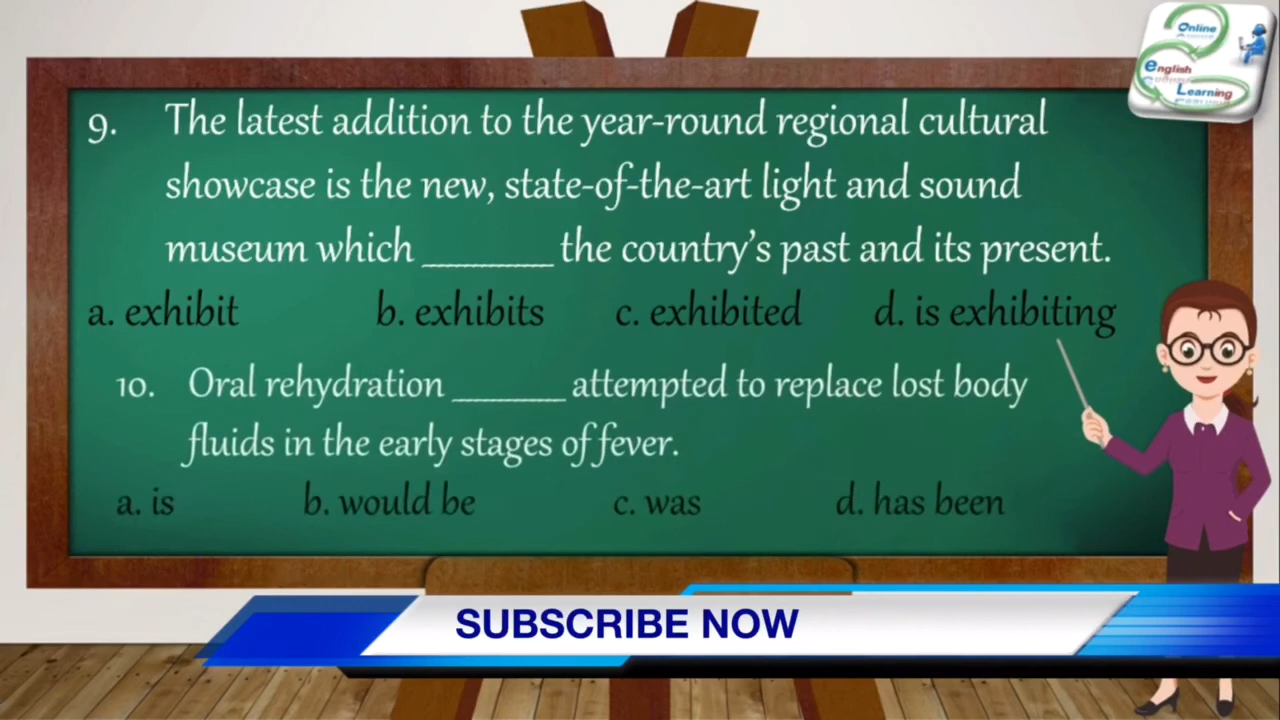 Online
English
Learning
9. The latest addition to the year-round regional cultural
showcase is the new, state-of-the-art light and sound
museum which ________ the country's past and its present.
a. exhibit b. exhibits c. exhibited d. is exhibiting
10. Oral rehydration _______ attempted to replace lost body
fluids in the early stages of fever.
a. is b. would be c. was d. has been
SUBSCRIBE NOW